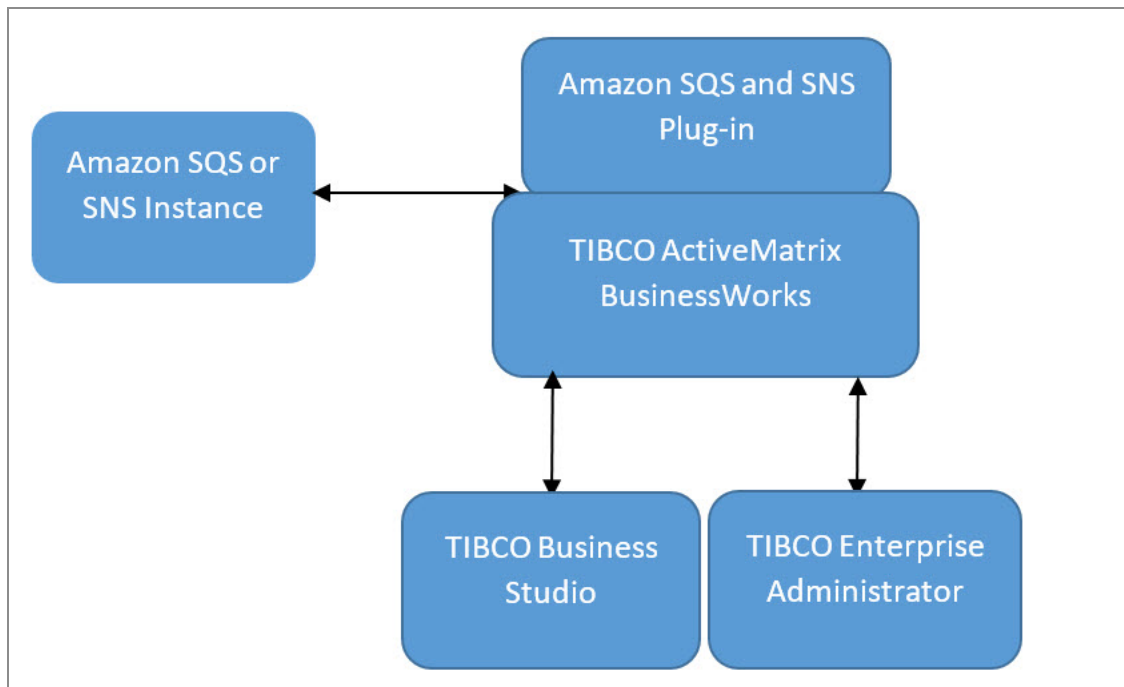 Amazon SQS and SNS
Plug-in
Amazon SQS or
SNS Instance
TIBCO ActiveMatrix
BusinessWorks
TIBCO Business
Studio
TIBCO Enterprise
Administrator